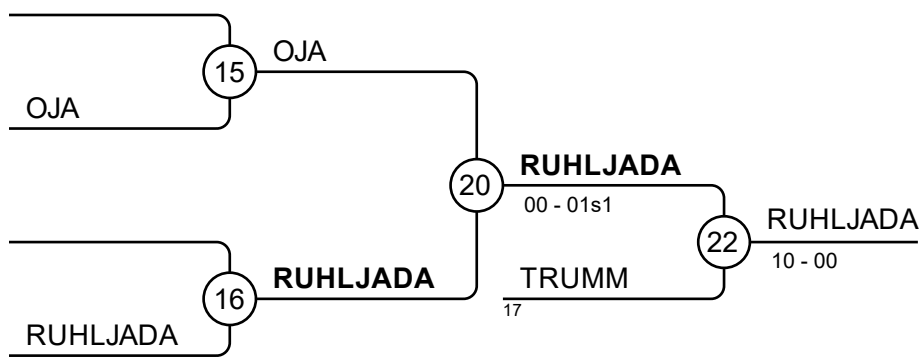 OJA
15
OJA
RUHLJADA
20
00 - 01s1
RUHLJADA
22
10 - 00
RUHLJADA
16
TRUMM
17
RUHLJADA